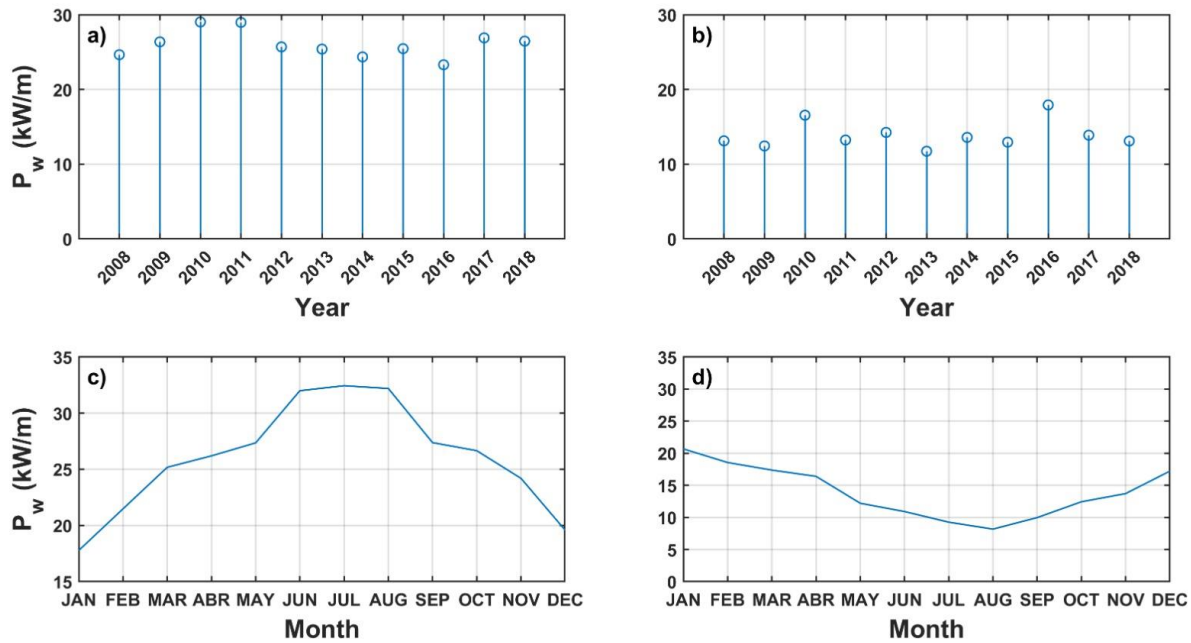 a)
P_w (kW/m)
30
20
10
0
2008 2009 2010 2011 2012 2013 2014 2015 2016 2017 2018
Year
b)
30
20
10
0
2008 2009 2010 2011 2012 2013 2014 2015 2016 2017 2018
Year
c)
P_w (kW/m)
35
30
25
20
15
JAN FEB MAR ABR MAY JUN JUL AUG SEP OCT NOV DEC
Month
d)
35
30
25
20
15
10
5
0
JAN FEB MAR ABR MAY JUN JUL AUG SEP OCT NOV DEC
Month